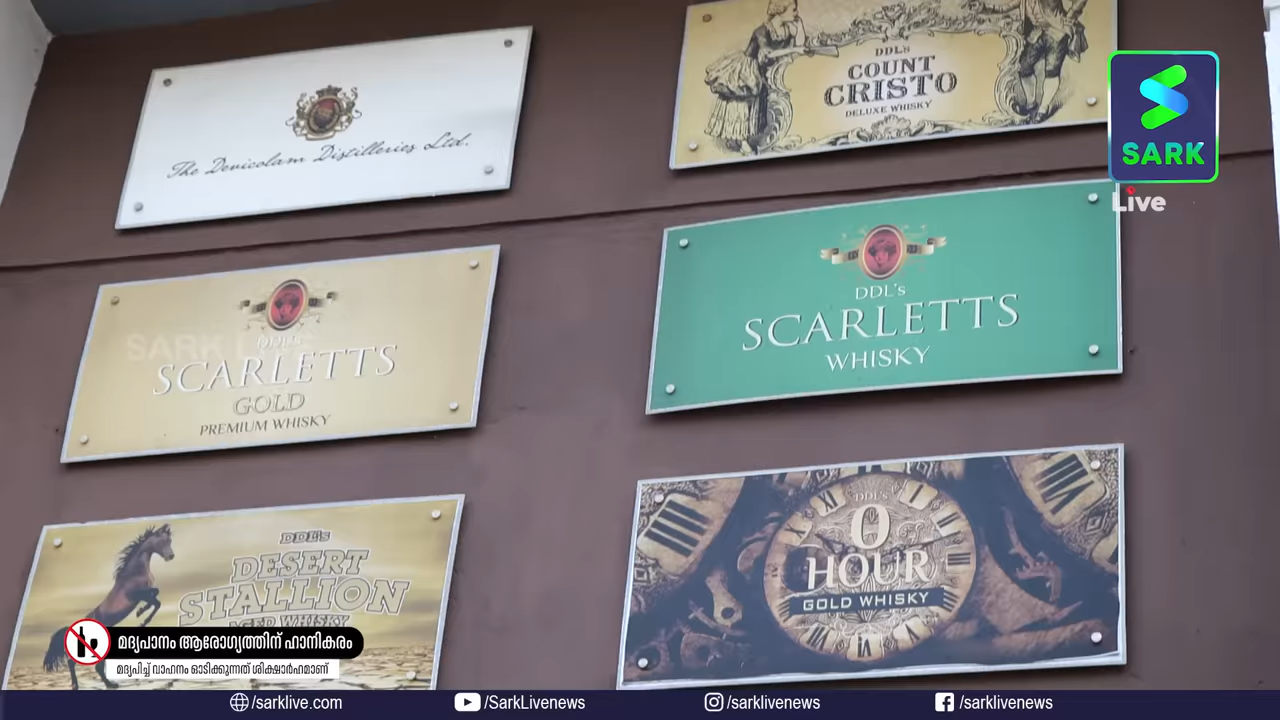 The Devicolam Distilleries Ltd.
DDL's
COUNT
CRISTO
DELUXE WHISKY
SARK
Live
DDL's
SCARLETTS
GOLD
PREMIUM WHISKY
DDL's
SCARLETTS
WHISKY
DDL's
DESERT
STALLION
AGED WHISKY
DDL's
0
HOUR
GOLD WHISKY
മദ്യപാനം ആരോഗ്യത്തിന് ഹാനികരം
മദ്യപിച്ച് വാഹനം ഓടിക്കുന്നത് ശിക്ഷാർഹമാണ്
/sarklive.com
/SarkLivenews
/sarklivenews
/sarklivenews